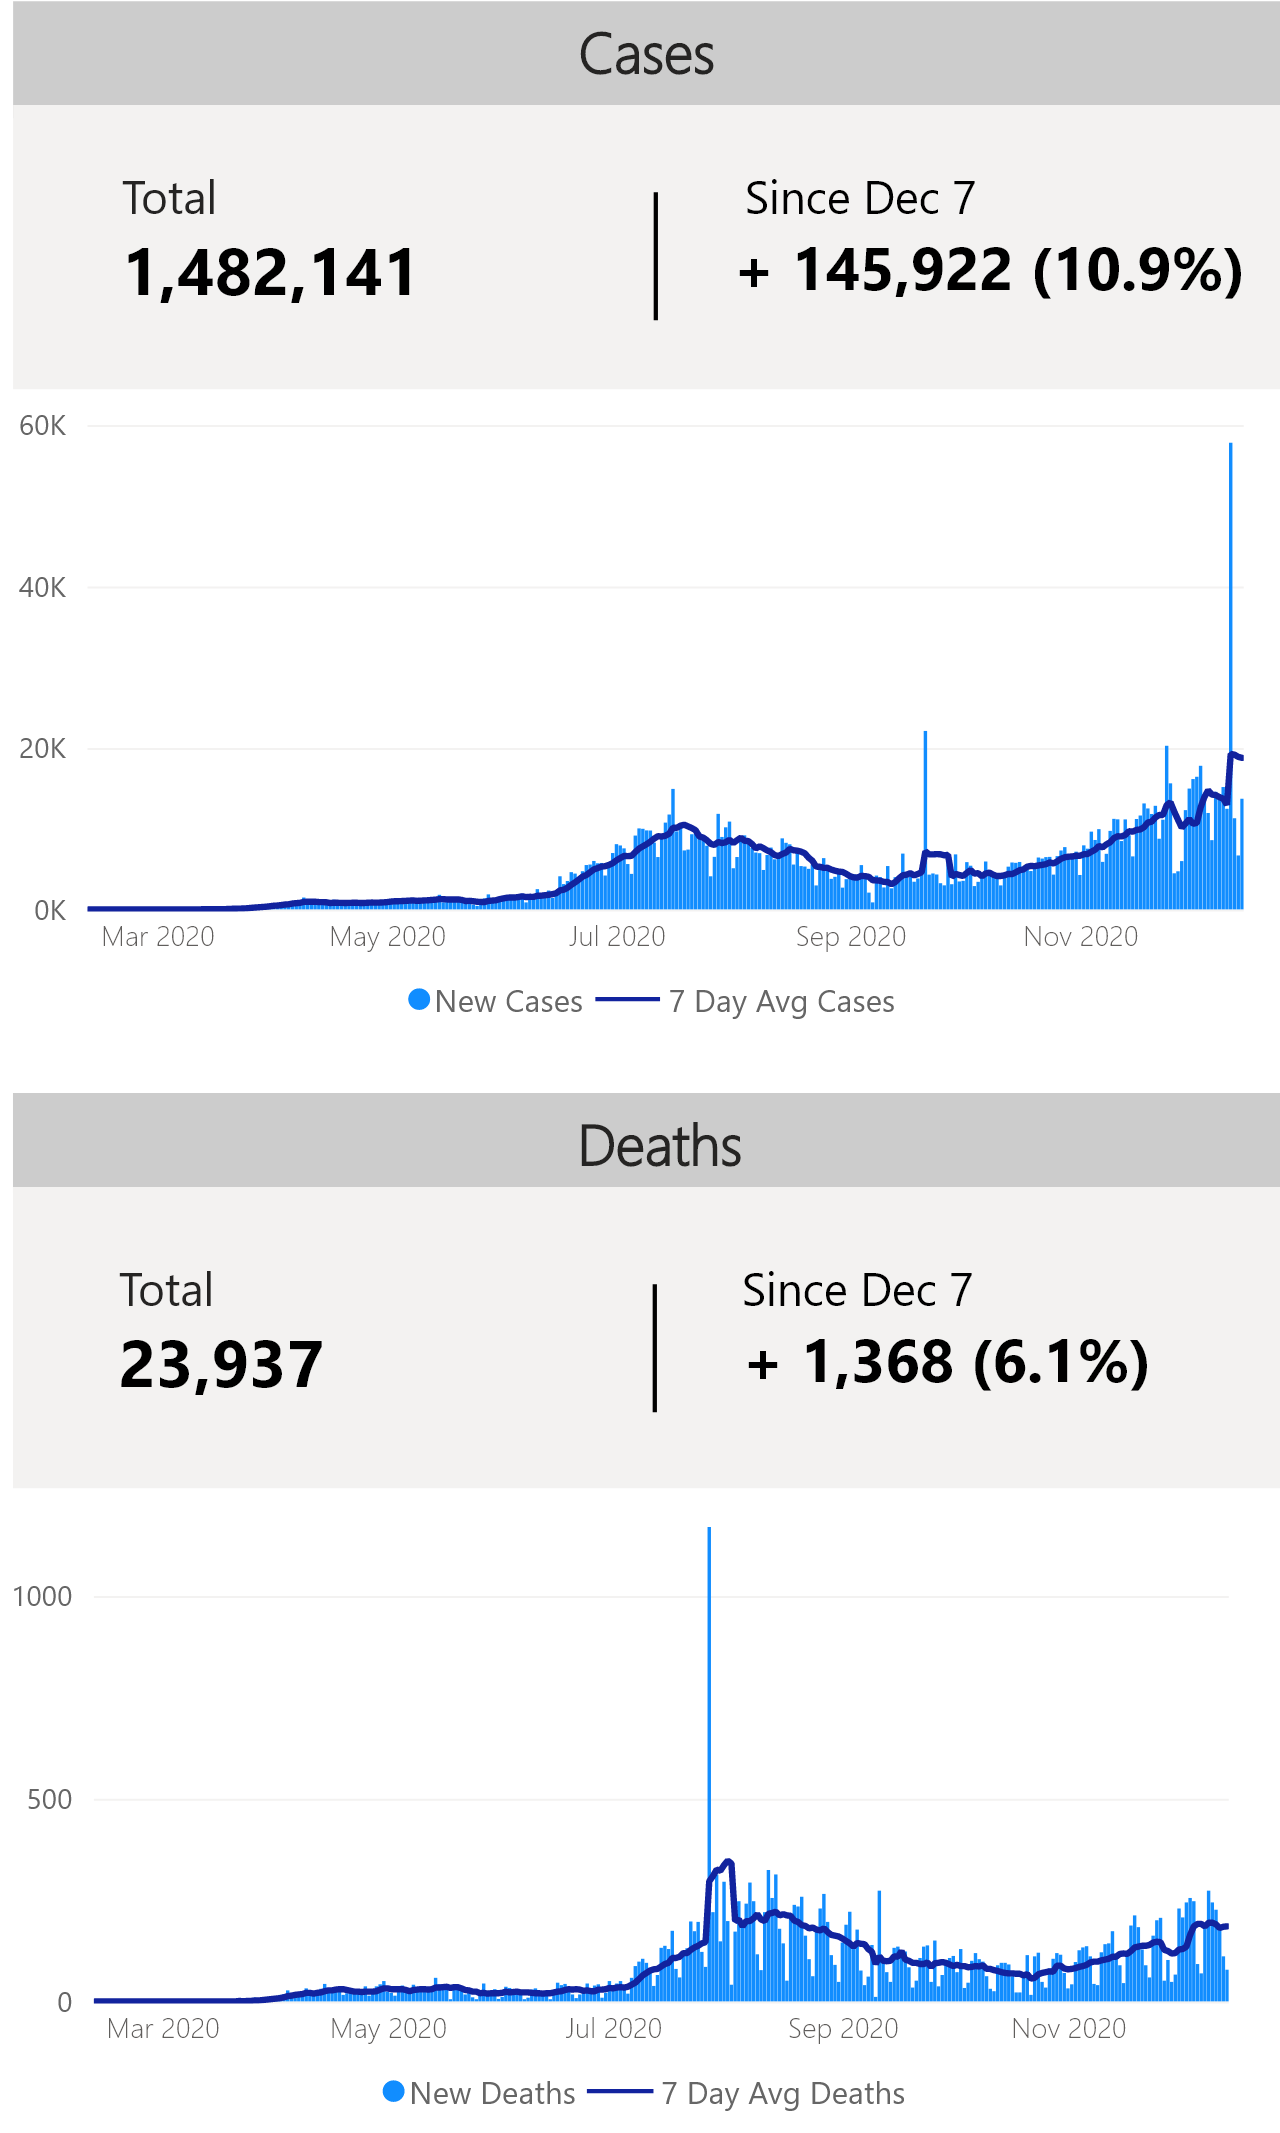 Cases
Total
Since Dec 7
1,482,141
+ 145,922 (10.9%)
60K
40K
20K
0K
Mar 2020
May 2020
Jul 2020
Sep 2020
Nov 2020
New Cases
7 Day Avg Cases
Deaths
Total
Since Dec 7
23,937
+ 1,368 (6.1%)
1000
500
0
Mar 2020
May 2020
Jul 2020
Sep 2020
Nov 2020
New Deaths
7 Day Avg Deaths